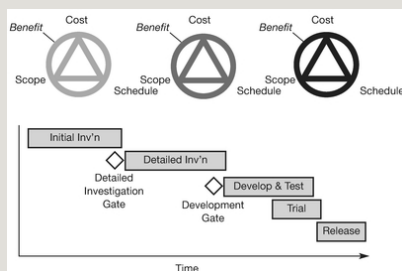 Cost
Cost
Cost
Benefit
Benefit
Benefit
Scope
Schedule
Scope
Schedule
Scope
Schedule
Initial Inv'n
Detailed Inv'n
Detailed
Investigation
Gate
Develop & Test
Development
Gate
Trial
Release
Time